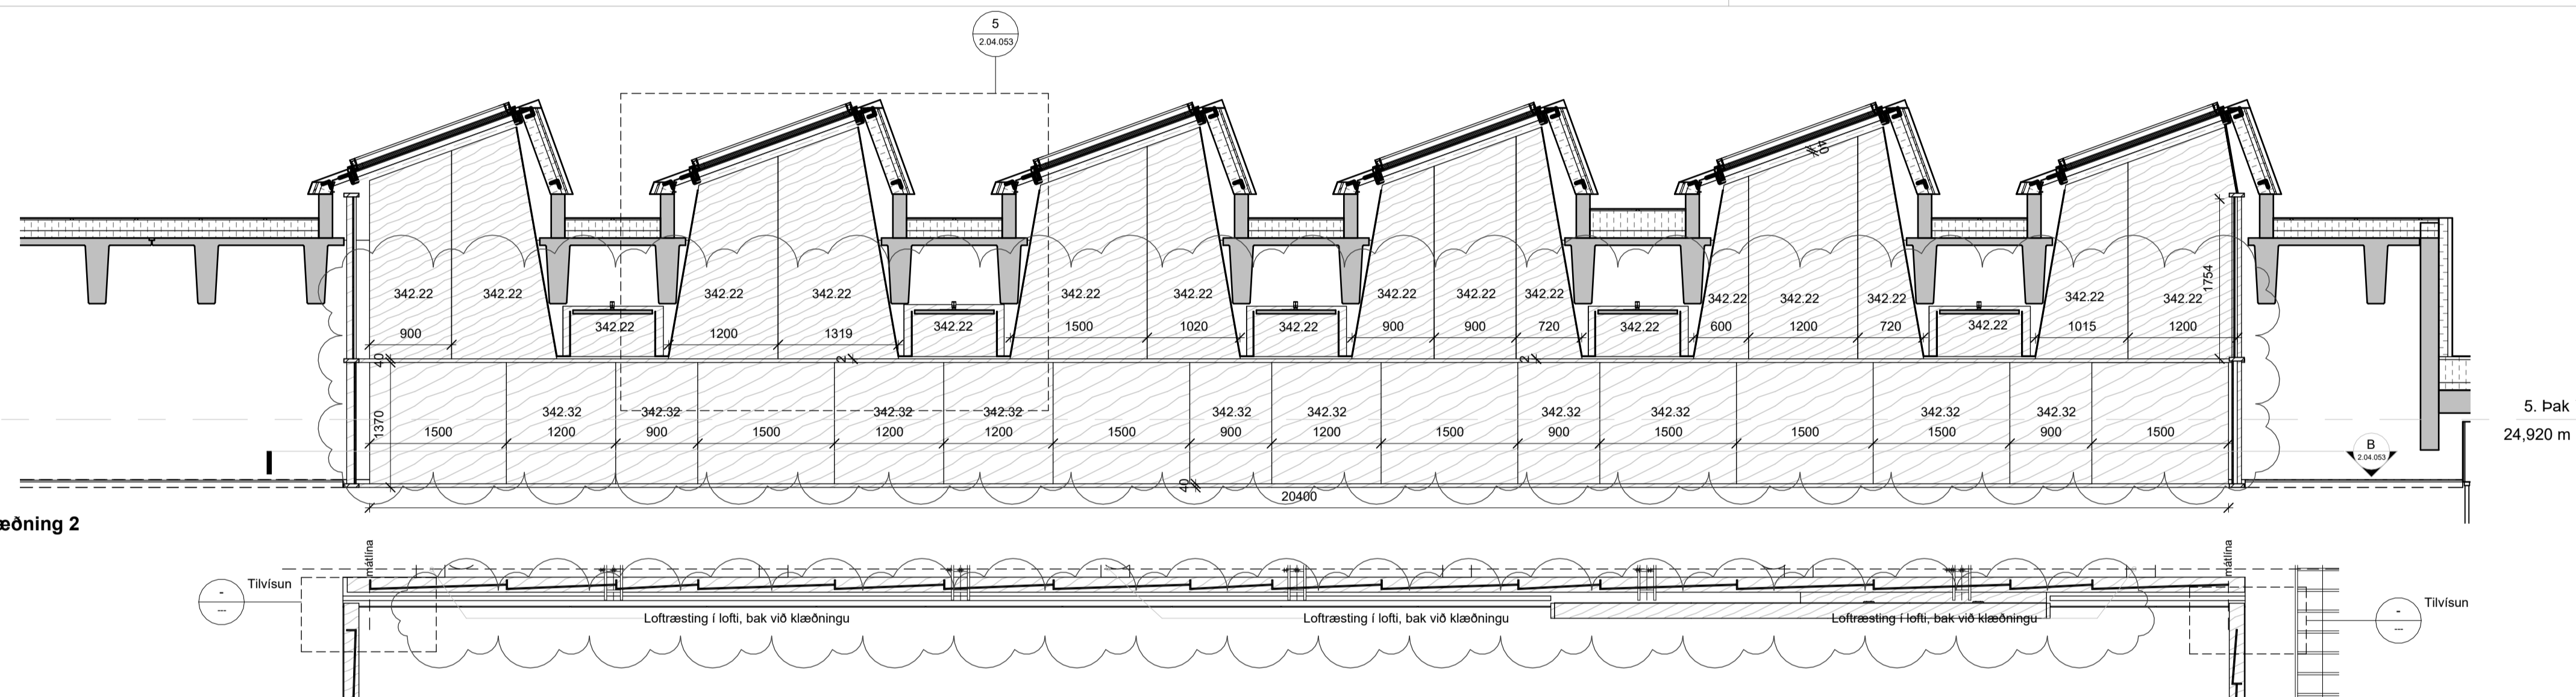 5
2.04.053
342.22 342.22 342.22 342.22 342.22 342.22 342.22 342.22 342.22 342.22 342.22 342.22 342.22 342.22 342.22
40
1754
900 1200 1319 1500 1020 900 900 720 600 1200 720 1015 1200
342.22 342.22 342.22 342.22 342.22
40 2 2
1370
342.32 342.32 342.32 342.32 342.32 342.32 342.32 342.32 342.32 342.32
1500 1200 900 1500 1200 1200 1500 900 1200 1500 900 1500 1500 1500 900 1500
5. Þak
24,920 m
B
2.04.053
40
20400
æðning 2
mátlína
mátlína
-
---
Tilvísun
Loftræsting í lofti, bak við klæðningu
Loftræsting í lofti, bak við klæðningu
Loftræsting í lofti, bak við klæðningu
-
---
Tilvísun